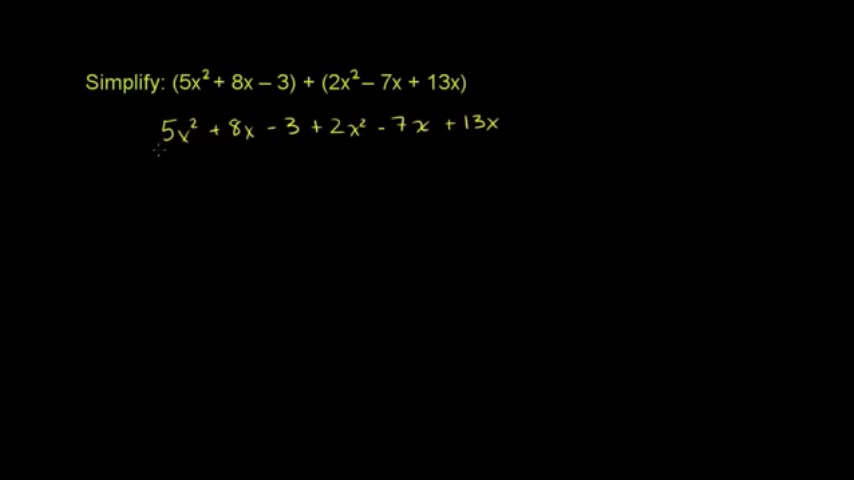 Simplify: (5x² + 8x – 3) + (2x² – 7x + 13x)
5x² + 8x - 3 + 2x² - 7x + 13x